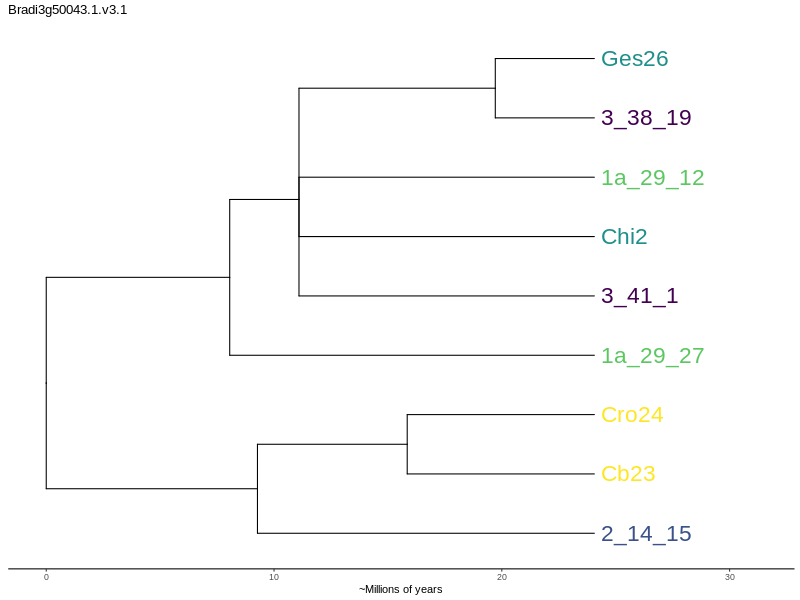 Bradi3g50043.1.v3.1
Ges26
3_38_19
1a_29_12
Chi2
3_41_1
1a_29_27
Cro24
Cb23
2_14_15
0 10 20 30
~Millions of years